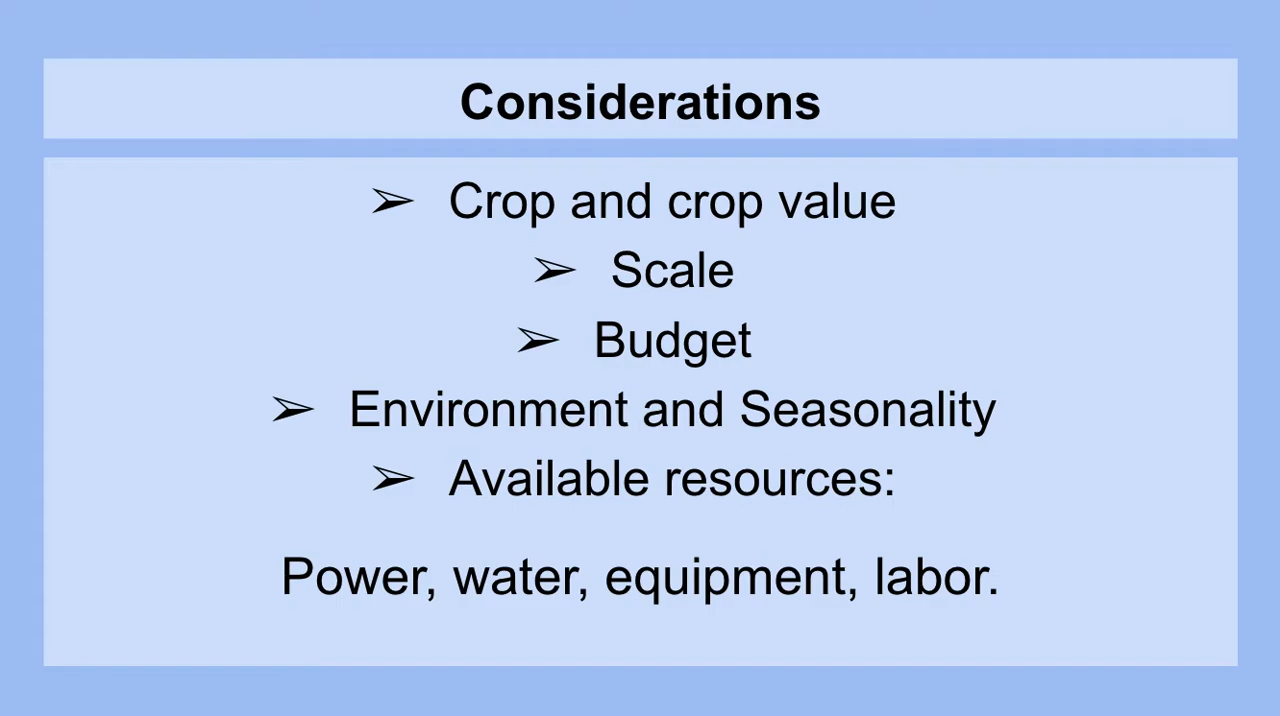 Considerations
➢ Crop and crop value
➢ Scale
➢ Budget
➢ Environment and Seasonality
➢ Available resources:
Power, water, equipment, labor.